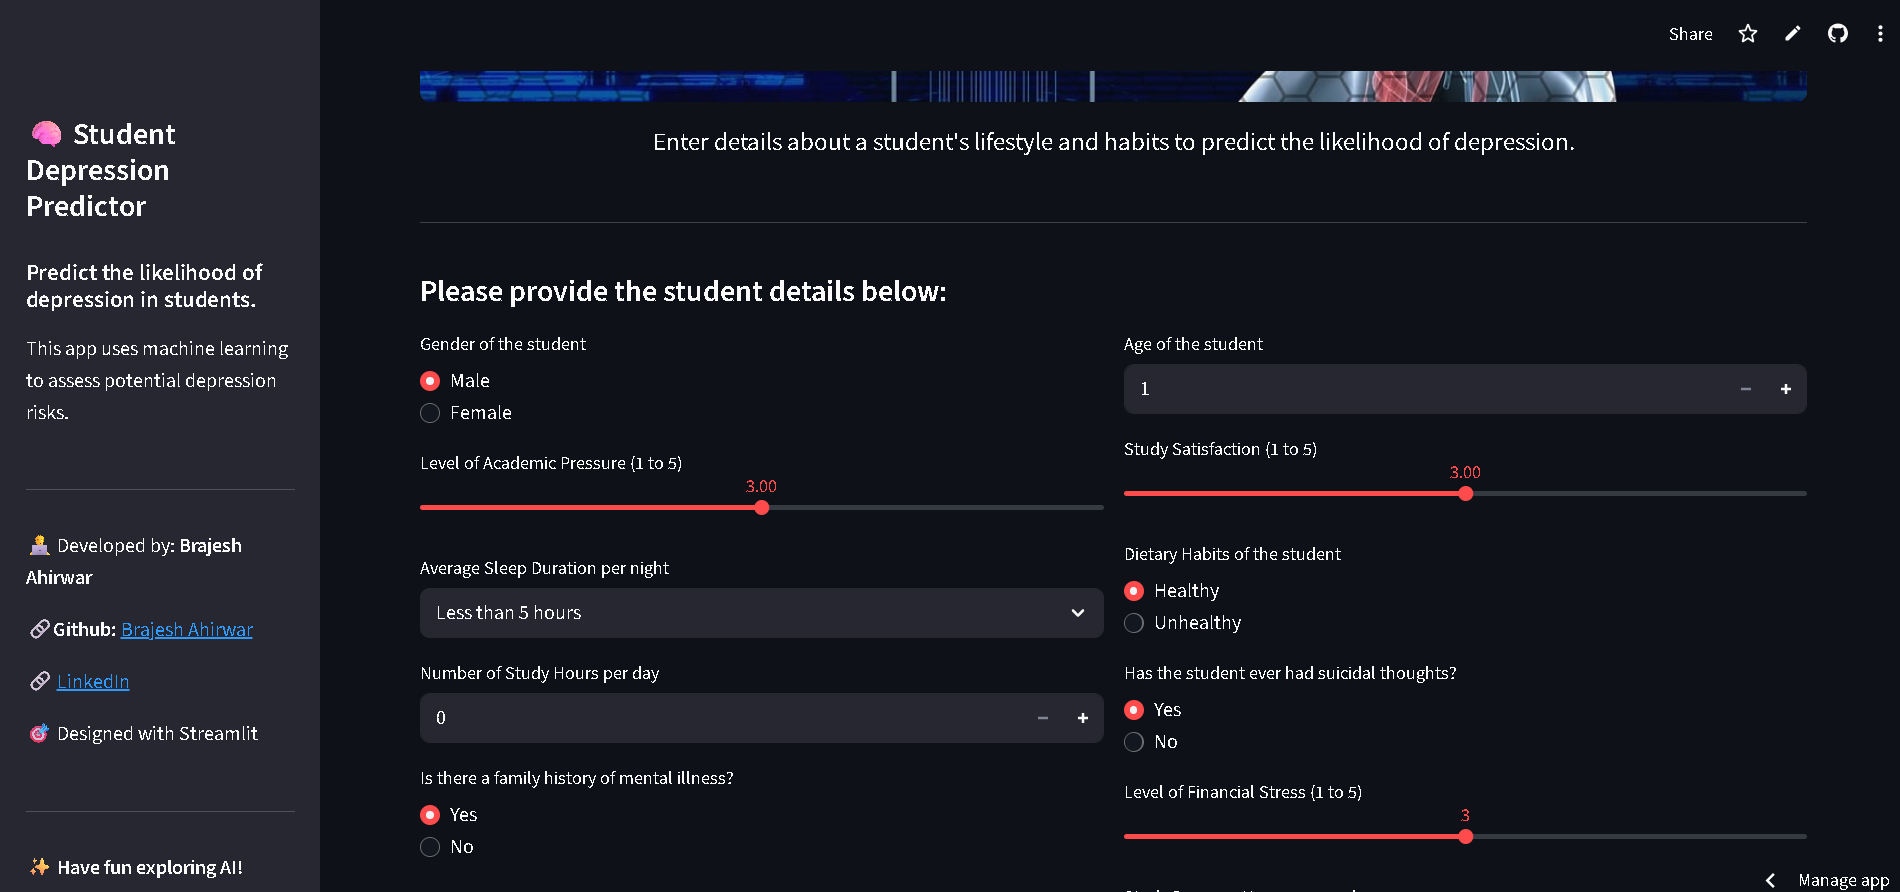 Share
🧠 Student
Depression
Predictor
Predict the likelihood of
depression in students.
This app uses machine learning
to assess potential depression
risks.
👩‍💻 Developed by: Brajesh
Ahirwar
🔗Github: Brajesh Ahirwar
🔗 LinkedIn
🎯 Designed with Streamlit
✨ Have fun exploring AI!
Enter details about a student's lifestyle and habits to predict the likelihood of depression.
Please provide the student details below:
Gender of the student
Male
Female
Age of the student
1
Level of Academic Pressure (1 to 5)
3.00
Study Satisfaction (1 to 5)
3.00
Average Sleep Duration per night
Less than 5 hours
Dietary Habits of the student
Healthy
Unhealthy
Number of Study Hours per day
0
Has the student ever had suicidal thoughts?
Yes
No
Is there a family history of mental illness?
Yes
No
Level of Financial Stress (1 to 5)
3
Manage app